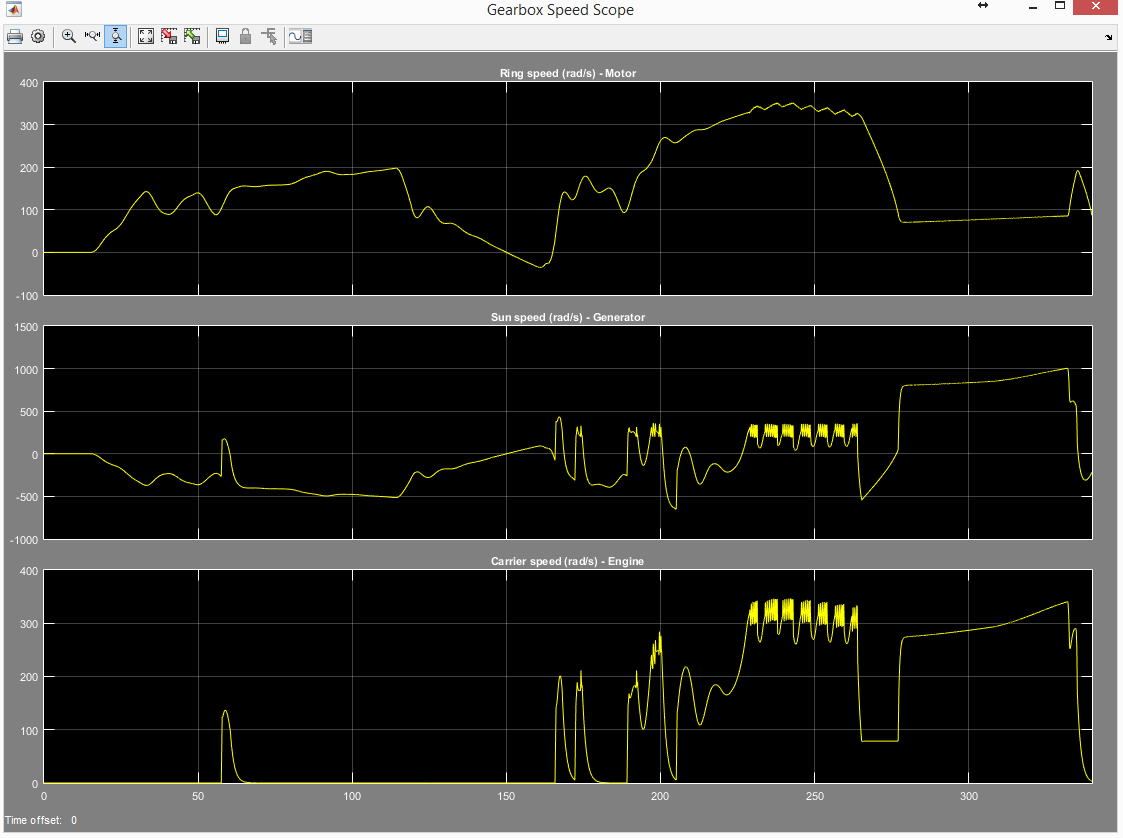 Gearbox Speed Scope
Ring speed (rad/s) - Motor
400
300
200
100
0
-100
Sun speed (rad/s) - Generator
1500
1000
500
0
-500
-1000
Carrier speed (rad/s) - Engine
400
300
200
100
0
0 50 100 150 200 250 300
Time offset: 0